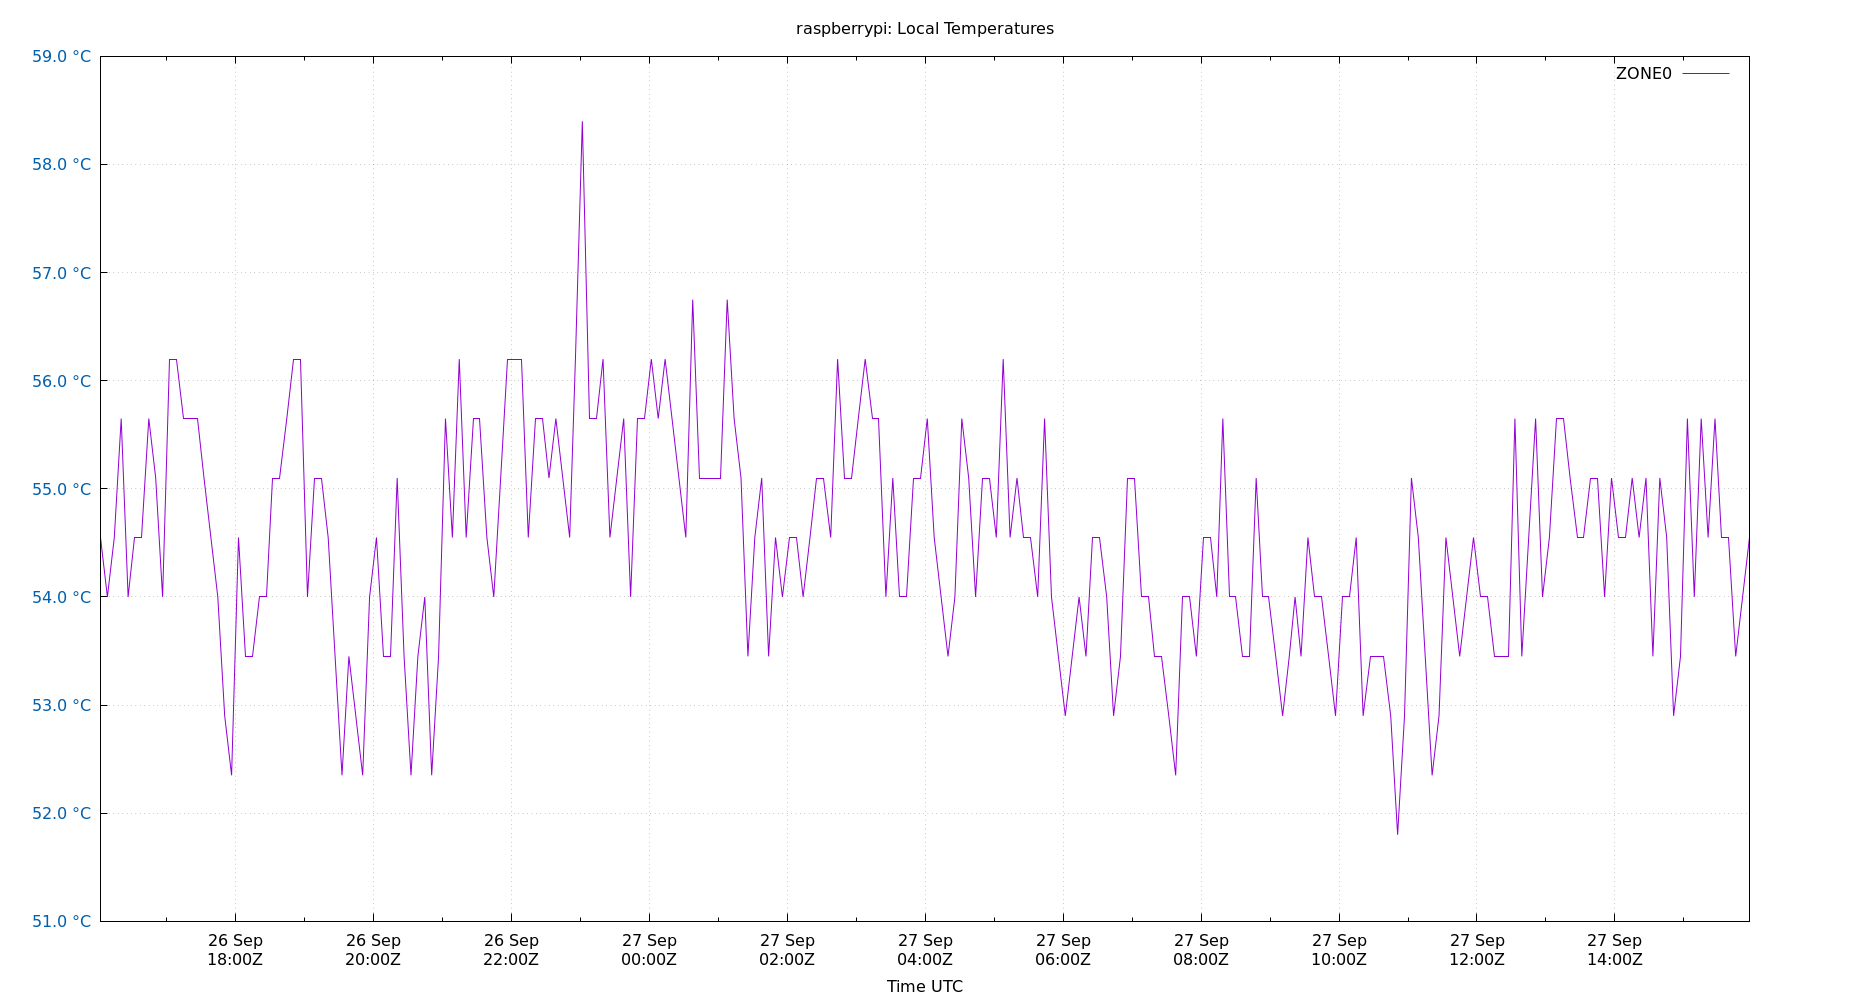 raspberrypi: Local Temperatures
59.0 °C
ZONE0
58.0 °C
57.0 °C
56.0 °C
55.0 °C
54.0 °C
53.0 °C
52.0 °C
51.0 °C
26 Sep 26 Sep 26 Sep 27 Sep 27 Sep 27 Sep 27 Sep 27 Sep 27 Sep 27 Sep 27 Sep
18:00Z 20:00Z 22:00Z 00:00Z 02:00Z 04:00Z 06:00Z 08:00Z 10:00Z 12:00Z 14:00Z
Time UTC